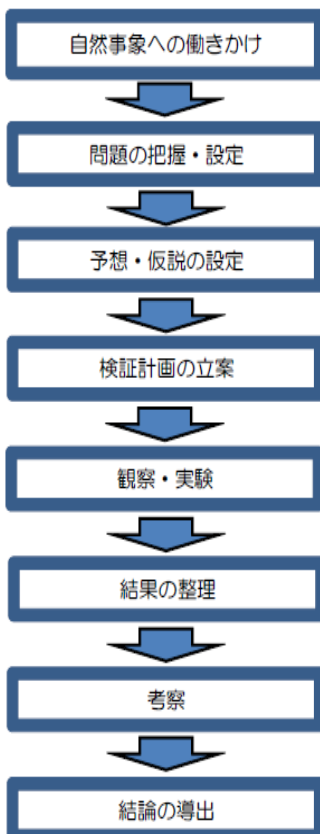 自然事象への働きかけ
問題の把握・設定
予想・仮説の設定
検証計画の立案
観察・実験
結果の整理
考察
結論の導出